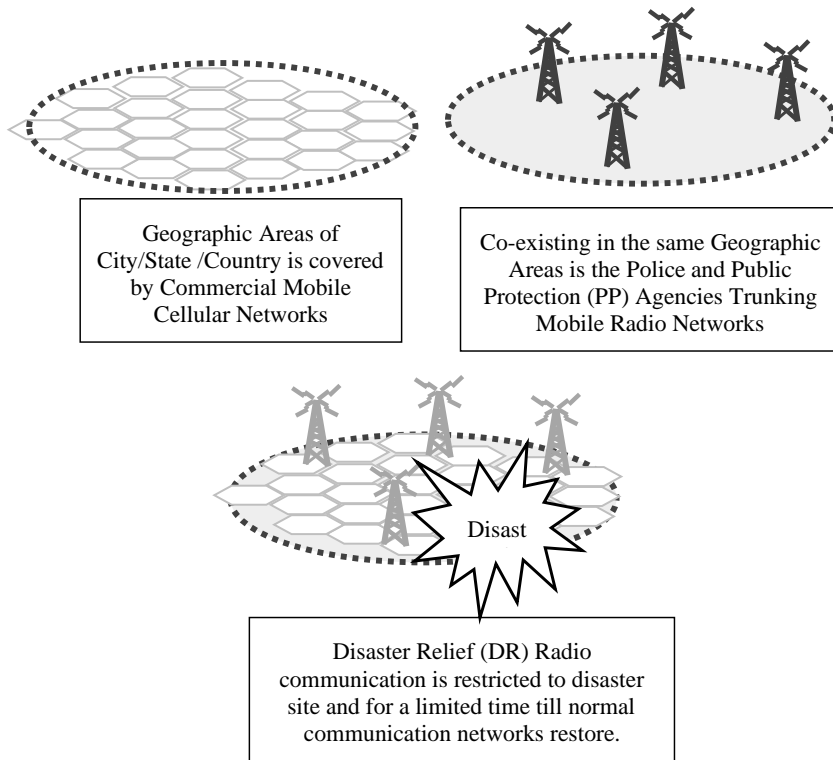 Geographic Areas of
City/State /Country is covered
by Commercial Mobile
Cellular Networks
Co-existing in the same Geographic
Areas is the Police and Public
Protection (PP) Agencies Trunking
Mobile Radio Networks
Disast
Disaster Relief (DR) Radio
communication is restricted to disaster
site and for a limited time till normal
communication networks restore.